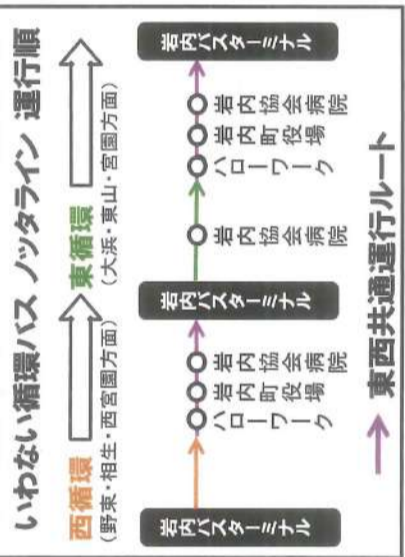 いわない循環バス ノッタライン 運行順
西循環
(野束・相生・西宮園方面)
東循環
(大浜・東山・宮園方面)
岩内バスターミナル
ハローワーク
岩内町役場
岩内協会病院
岩内バスターミナル
岩内協会病院
ハローワーク
岩内町役場
岩内協会病院
岩内バスターミナル
東西共通運行ルート